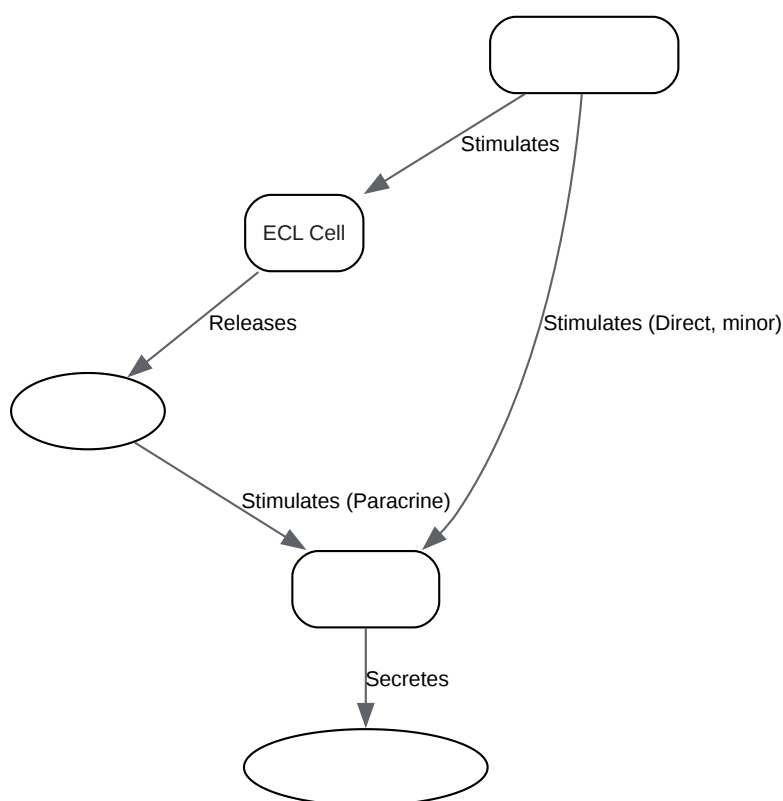 Stimulates
ECL Cell
Releases
Stimulates (Direct, minor)
Stimulates (Paracrine)
Secretes